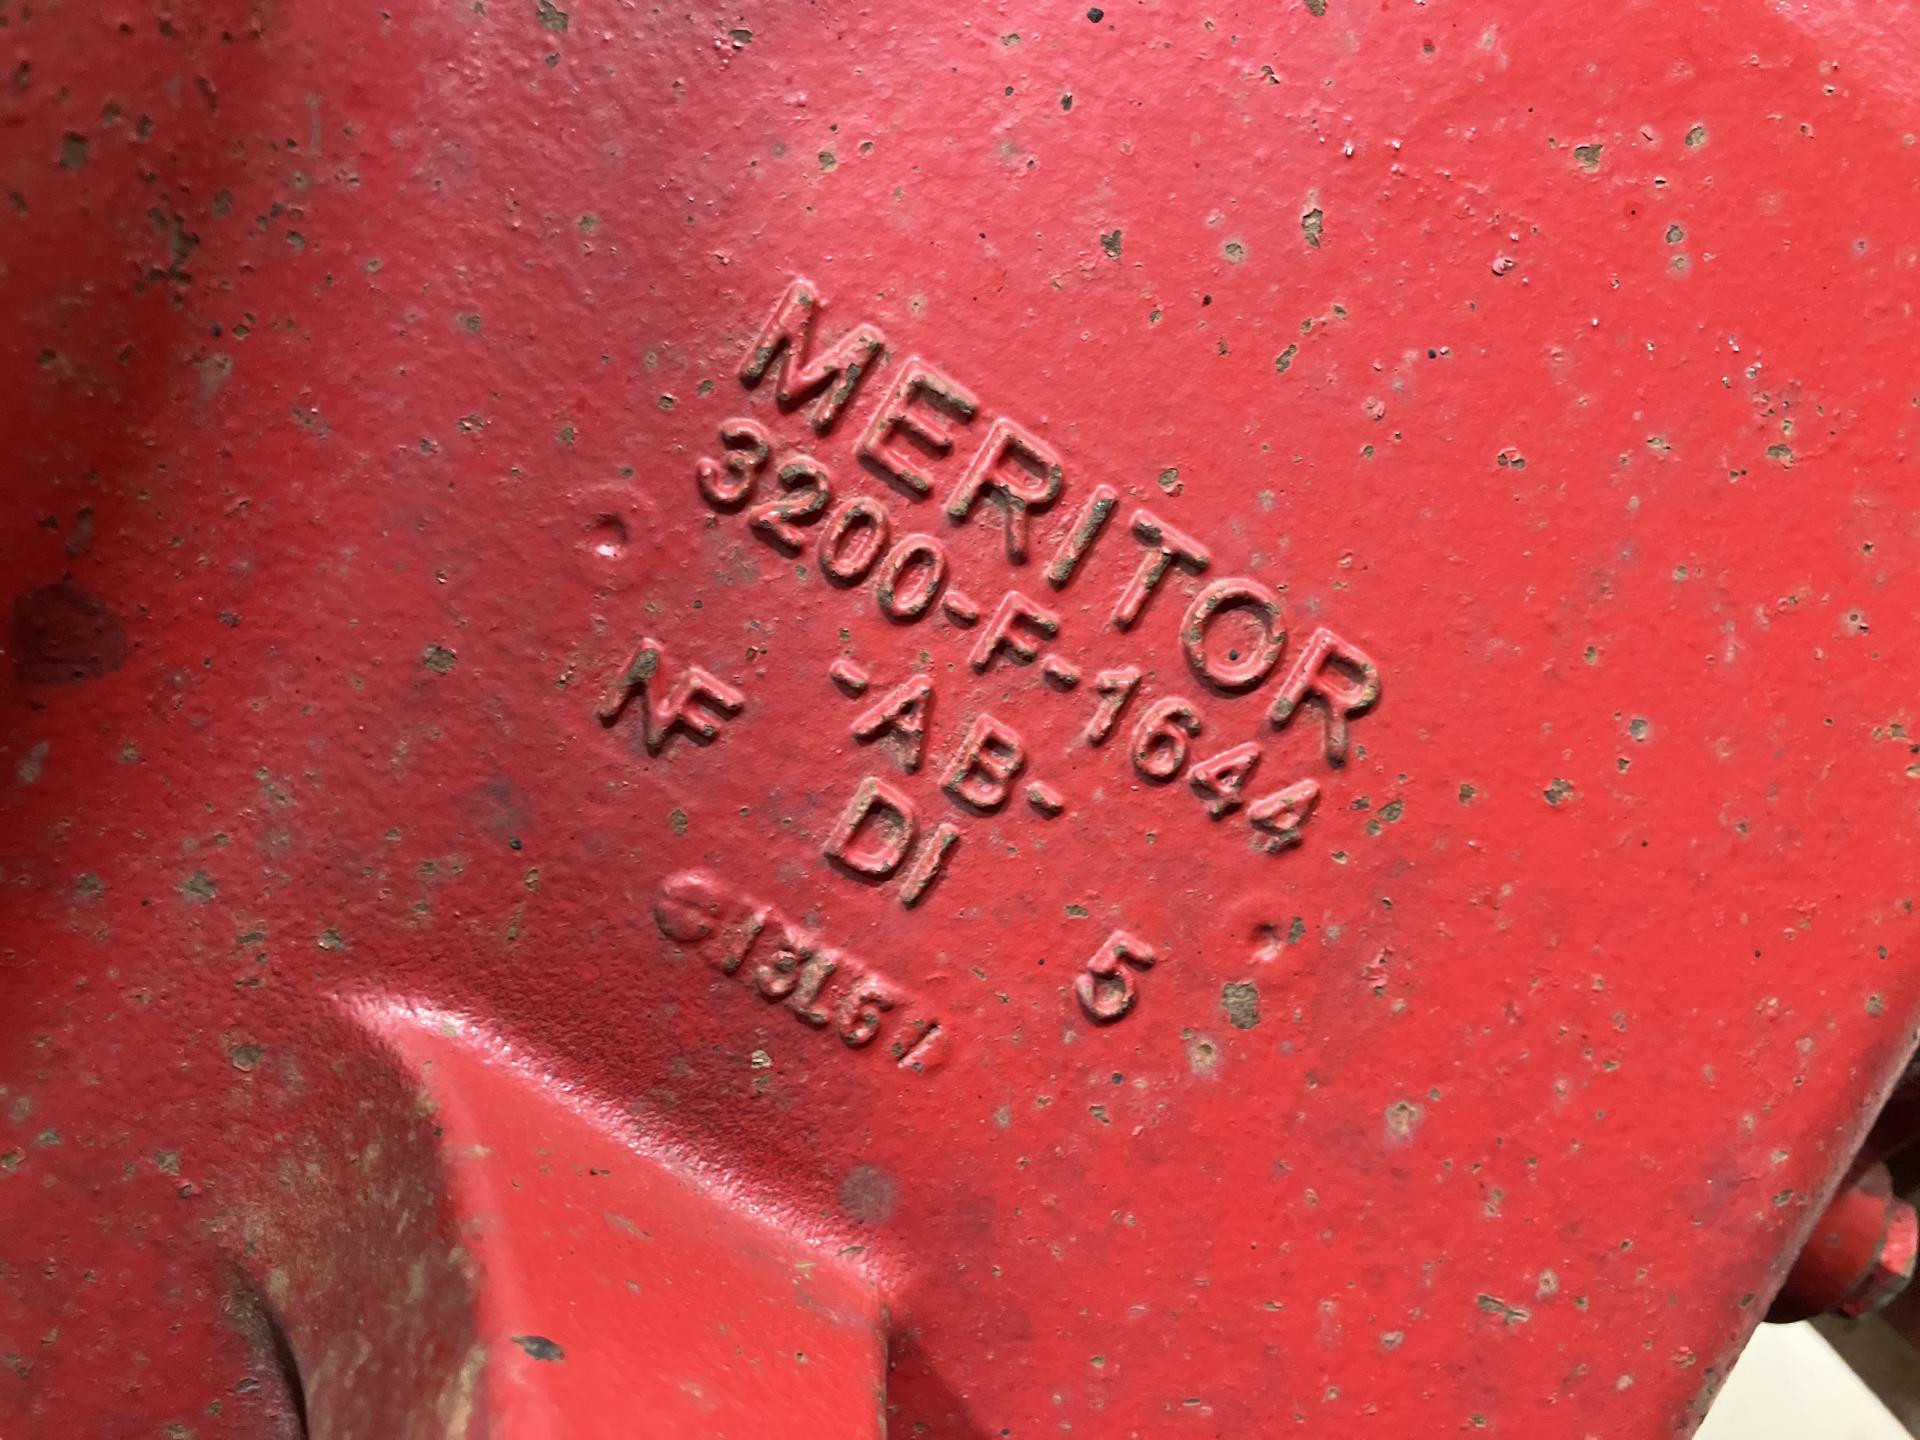 MERITOR
3200-F-1644
NF -AB-
DI
5